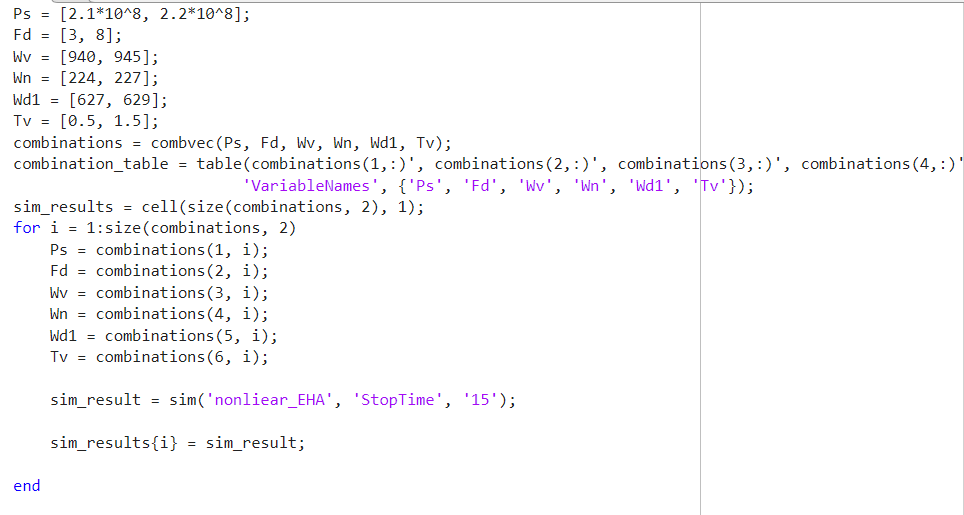 Ps = [2.1*10^8, 2.2*10^8];
Fd = [3, 8];
Wv = [940, 945];
Wn = [224, 227];
Wd1 = [627, 629];
Tv = [0.5, 1.5];
combinations = combvec(Ps, Fd, Wv, Wn, Wd1, Tv);
combination_table = table(combinations(1,:)', combinations(2,:)', combinations(3,:)', combinations(4,:)'
                         'VariableNames', {'Ps', 'Fd', 'Wv', 'Wn', 'Wd1', 'Tv'});
sim_results = cell(size(combinations, 2), 1);
for i = 1:size(combinations, 2)
    Ps = combinations(1, i);
    Fd = combinations(2, i);
    Wv = combinations(3, i);
    Wn = combinations(4, i);
    Wd1 = combinations(5, i);
    Tv = combinations(6, i);
    sim_result = sim('nonliear_EHA', 'StopTime', '15');
    sim_results{i} = sim_result;
end